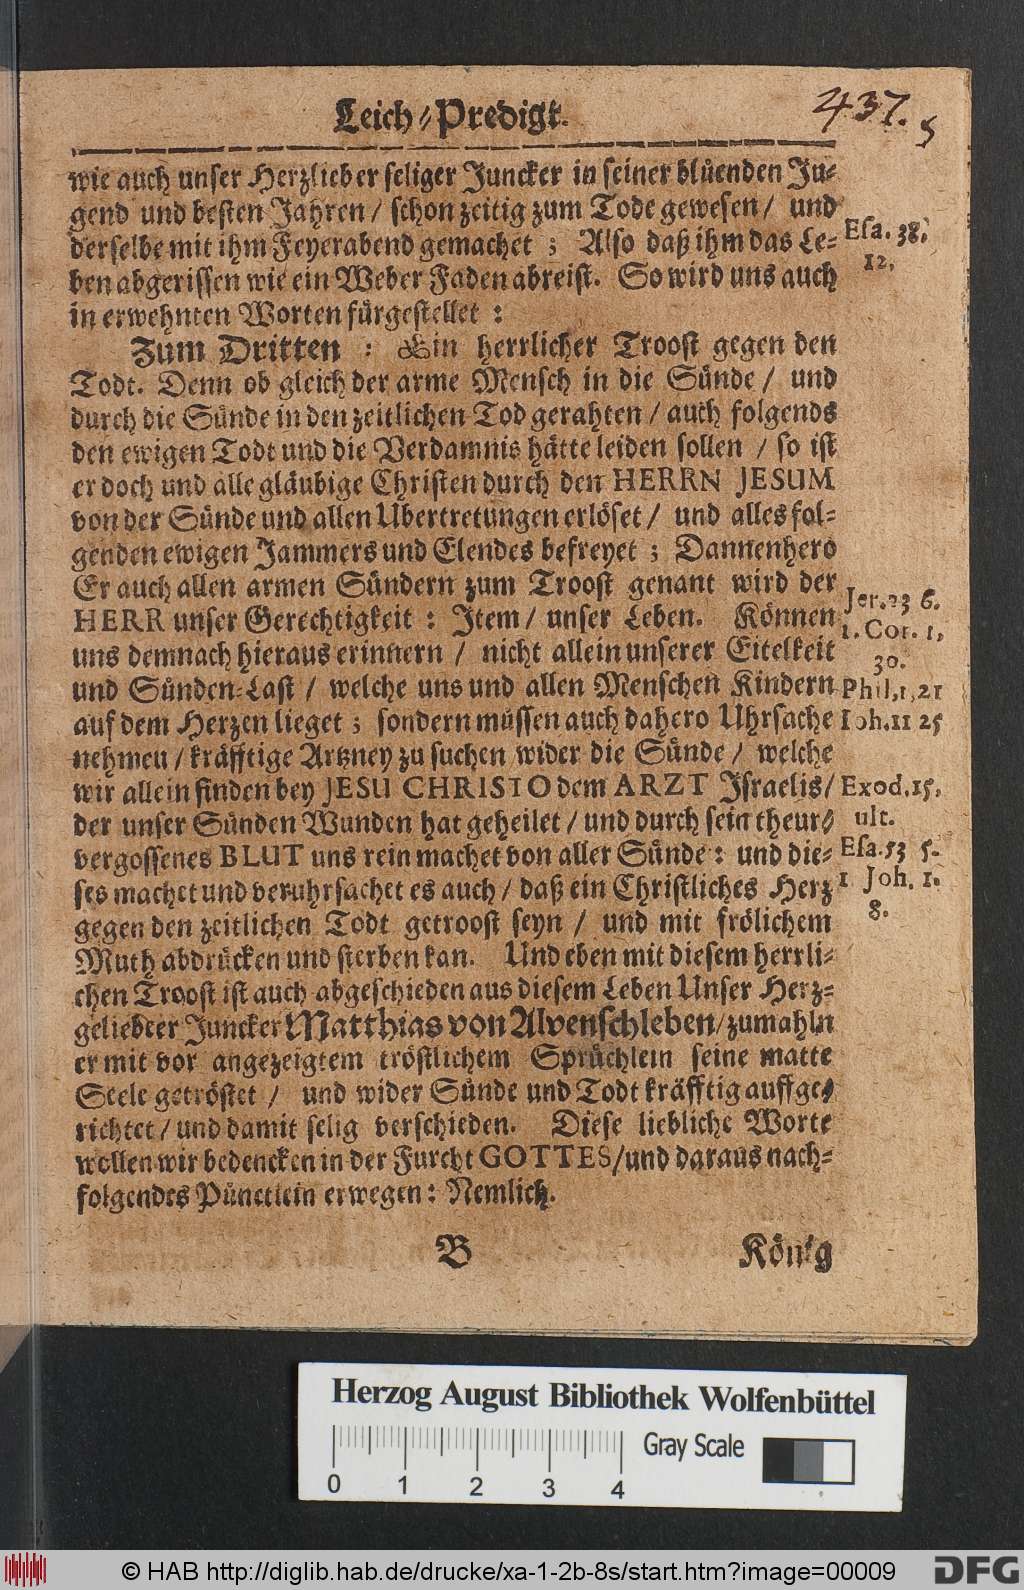 Leich-Predigt.
437. 5
wie auch unser Herzlieber seliger Juncker in seiner blüenden Ju-
gend und besten Jahren / schon zeitig zum Tode gewesen / und
derselbe mit ihm Feyerabend gemachet ; Also daß ihm das Le-
Esa. 38.
ben abgerissen wie ein Weber Faden abreist. So wird uns auch
12.
in erwehnten Worten fürgestellet :
Zum Dritten : Ein herrlicher Troost gegen den
Todt. Denn ob gleich der arme Mensch in die Sünde / und
durch die Sünde in den zeitlichen Tod gerahten / auch folgends
den ewigen Todt und die Verdamnis hätte leiden sollen / so ist
er doch und alle gläubige Christen durch den HERRN JESUM
von der Sünde und allen Ubertretungen erlöset / und alles fol-
genden ewigen Jammers und Elendes befreyet ; Dannenhero
Er auch allen armen Sündern zum Troost genant wird der
Jer. 23 6.
HERR unser Gerechtigkeit : Item / unser Leben. Können
1. Cor. 1,
uns demnach hieraus erinnern / nicht allein unserer Eitelkeit
30.
und Sünden-Last / welche uns und allen Menschen Kindern
Phil, 1, 21
auf dem Herzen lieget ; sondern müssen auch dahero Uhrsache
Joh. 11 25
nehmen / kräfftige Artzney zu suchen wider die Sünde / welche
wir allein finden bey JESU CHRISTO dem ARZT Israelis /
Exod. 15.
der unser Sünden Wunden hat geheilet / und durch sein theur-
ult.
vergossenes BLUT uns rein machet von aller Sünde : und die-
Esa. 53 5.
ses machet und veruhrsachet es auch / daß ein Christliches Herz
1 Joh. 1.
gegen den zeitlichen Todt getroost seyn / und mit frölichem
8.
Muth abdrücken und sterben kan. Und eben mit diesem herrli-
chen Troost ist auch abgeschieden aus diesem Leben Unser Herz-
geliebter Juncker Matthias von Alvenschleben / zumahln
er mit vor angezeigtem tröstlichem Sprüchlein seine matte
Seele getröstet / und wider Sünde und Todt kräfftig auffge-
richtet / und damit selig verschieden. Diese liebliche Worte
wollen wir bedencken in der Furcht GOTTES / und daraus nach-
folgendes Pünctlein erwegen : Nemlich.
B König
Herzog August Bibliothek Wolfenbüttel
Gray Scale
0 1 2 3 4
© HAB http://diglib.hab.de/drucke/xa-1-2b-8s/start.htm?image=00009
DFG